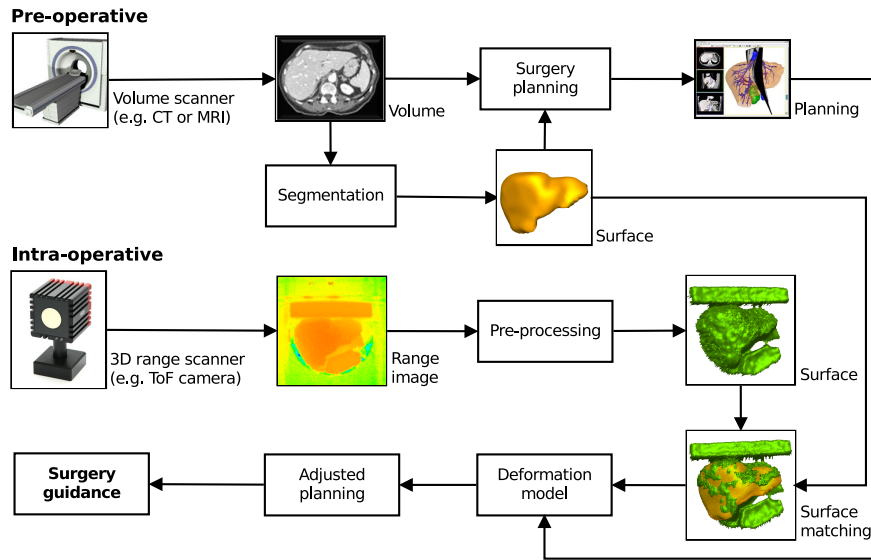 Pre-operative
Volume scanner
(e.g. CT or MRI)
Volume
Surgery
planning
Planning
Segmentation
Surface
Intra-operative
3D range scanner
(e.g. ToF camera)
Range
image
Pre-processing
Surface
Surgery
guidance
Adjusted
planning
Deformation
model
Surface
matching